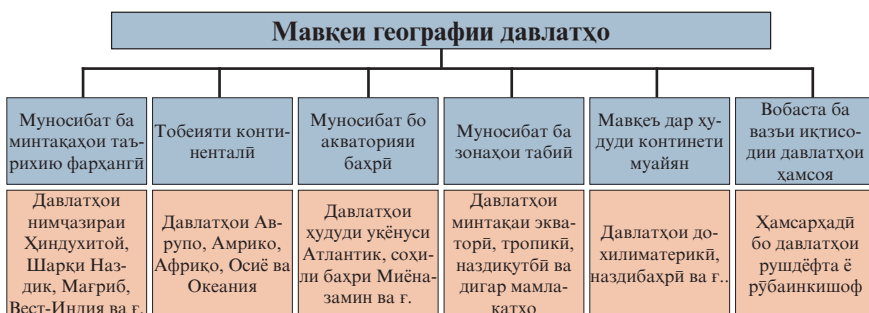 Мавқеи географии давлатҳо
Муносибат ба
минтақаҳои таъ-
рихию фарҳангӣ
Тобеияти конти-
ненталӣ
Муносибат бо
акваторияи
баҳрӣ
Муносибат ба
зонаҳои табиӣ
Мавқеъ дар ҳу-
дуди континети
муайян
Вобаста ба
вазъи иқтисо-
дии давлатҳои
ҳамсоя
Давлатҳои
нимҷазираи
Ҳиндухитой,
Шарқи Наз-
дик, Мағриб,
Вест-Индия ва ғ.
Давлатҳои Ав-
рупо, Амрико,
Африқо, Осиё ва
Океания
Давлатҳои
ҳудуди уқёнуси
Атлантик, соҳи-
ли баҳри Миёна-
замин ва ғ.
Давлатҳои
минтақаи эква-
торӣ, тропикӣ,
наздиқутбӣ ва
дигар мамла-
катҳо
Давлатҳои до-
хилиматерикӣ,
наздибаҳрӣ ва ғ..
Ҳамсарҳадӣ
бо давлатҳои
рушдёфта ё
рӯбаинкишоф